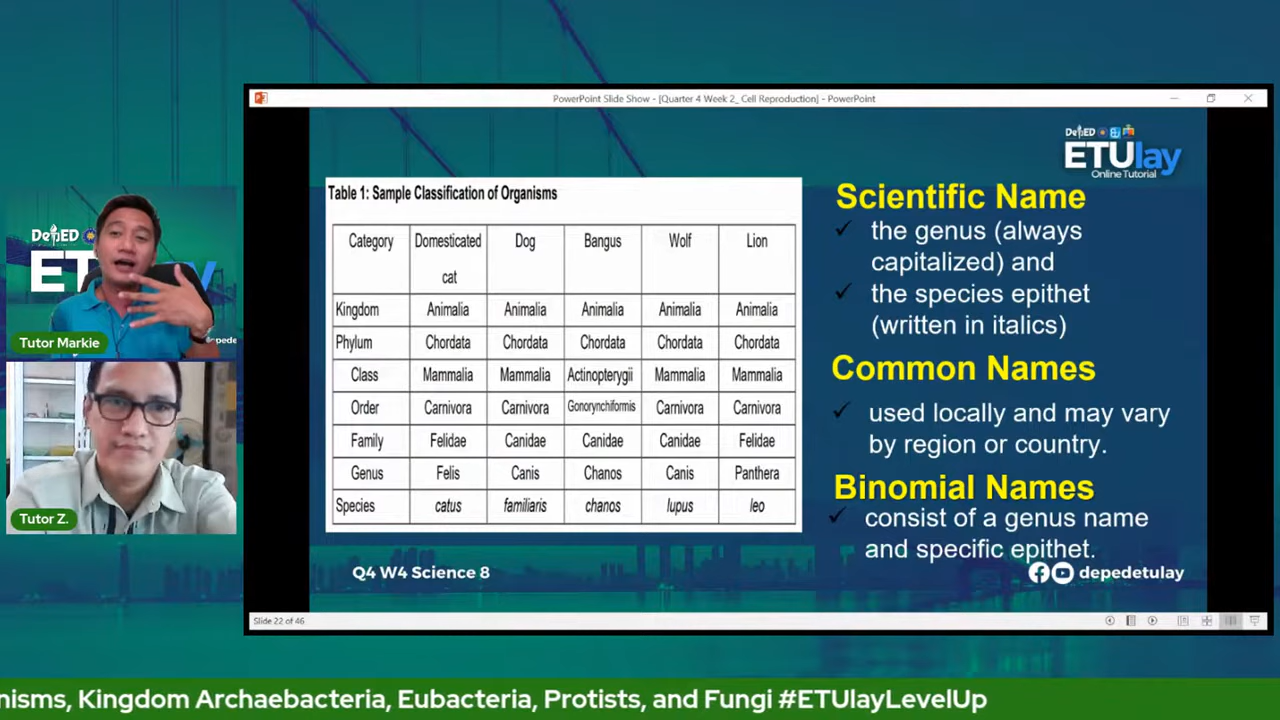 PowerPoint Slide Show - [Quarter 4 Week 2_ Cell Reproduction] - PowerPoint
DepED
ETUlay
Online Tutorial
Table 1: Sample Classification of Organisms
Category Domesticated cat Dog Bangus Wolf Lion
Kingdom Animalia Animalia Animalia Animalia Animalia
Phylum Chordata Chordata Chordata Chordata Chordata
Class Mammalia Mammalia Actinopterygii Mammalia Mammalia
Order Carnivora Carnivora Gonorynchiformis Carnivora Carnivora
Family Felidae Canidae Canidae Canidae Felidae
Genus Felis Canis Chanos Canis Panthera
Species catus familiaris chanos lupus leo
Scientific Name
✓ the genus (always
capitalized) and
✓ the species epithet
(written in italics)
Common Names
✓ used locally and may vary
by region or country.
Binomial Names
✓ consist of a genus name
and specific epithet.
Q4 W4 Science 8
depedetulay
Slide 22 of 46
DepED
ET
Tutor Markie
Tutor Z.
nisms, Kingdom Archaebacteria, Eubacteria, Protists, and Fungi #ETUlayLevelUp